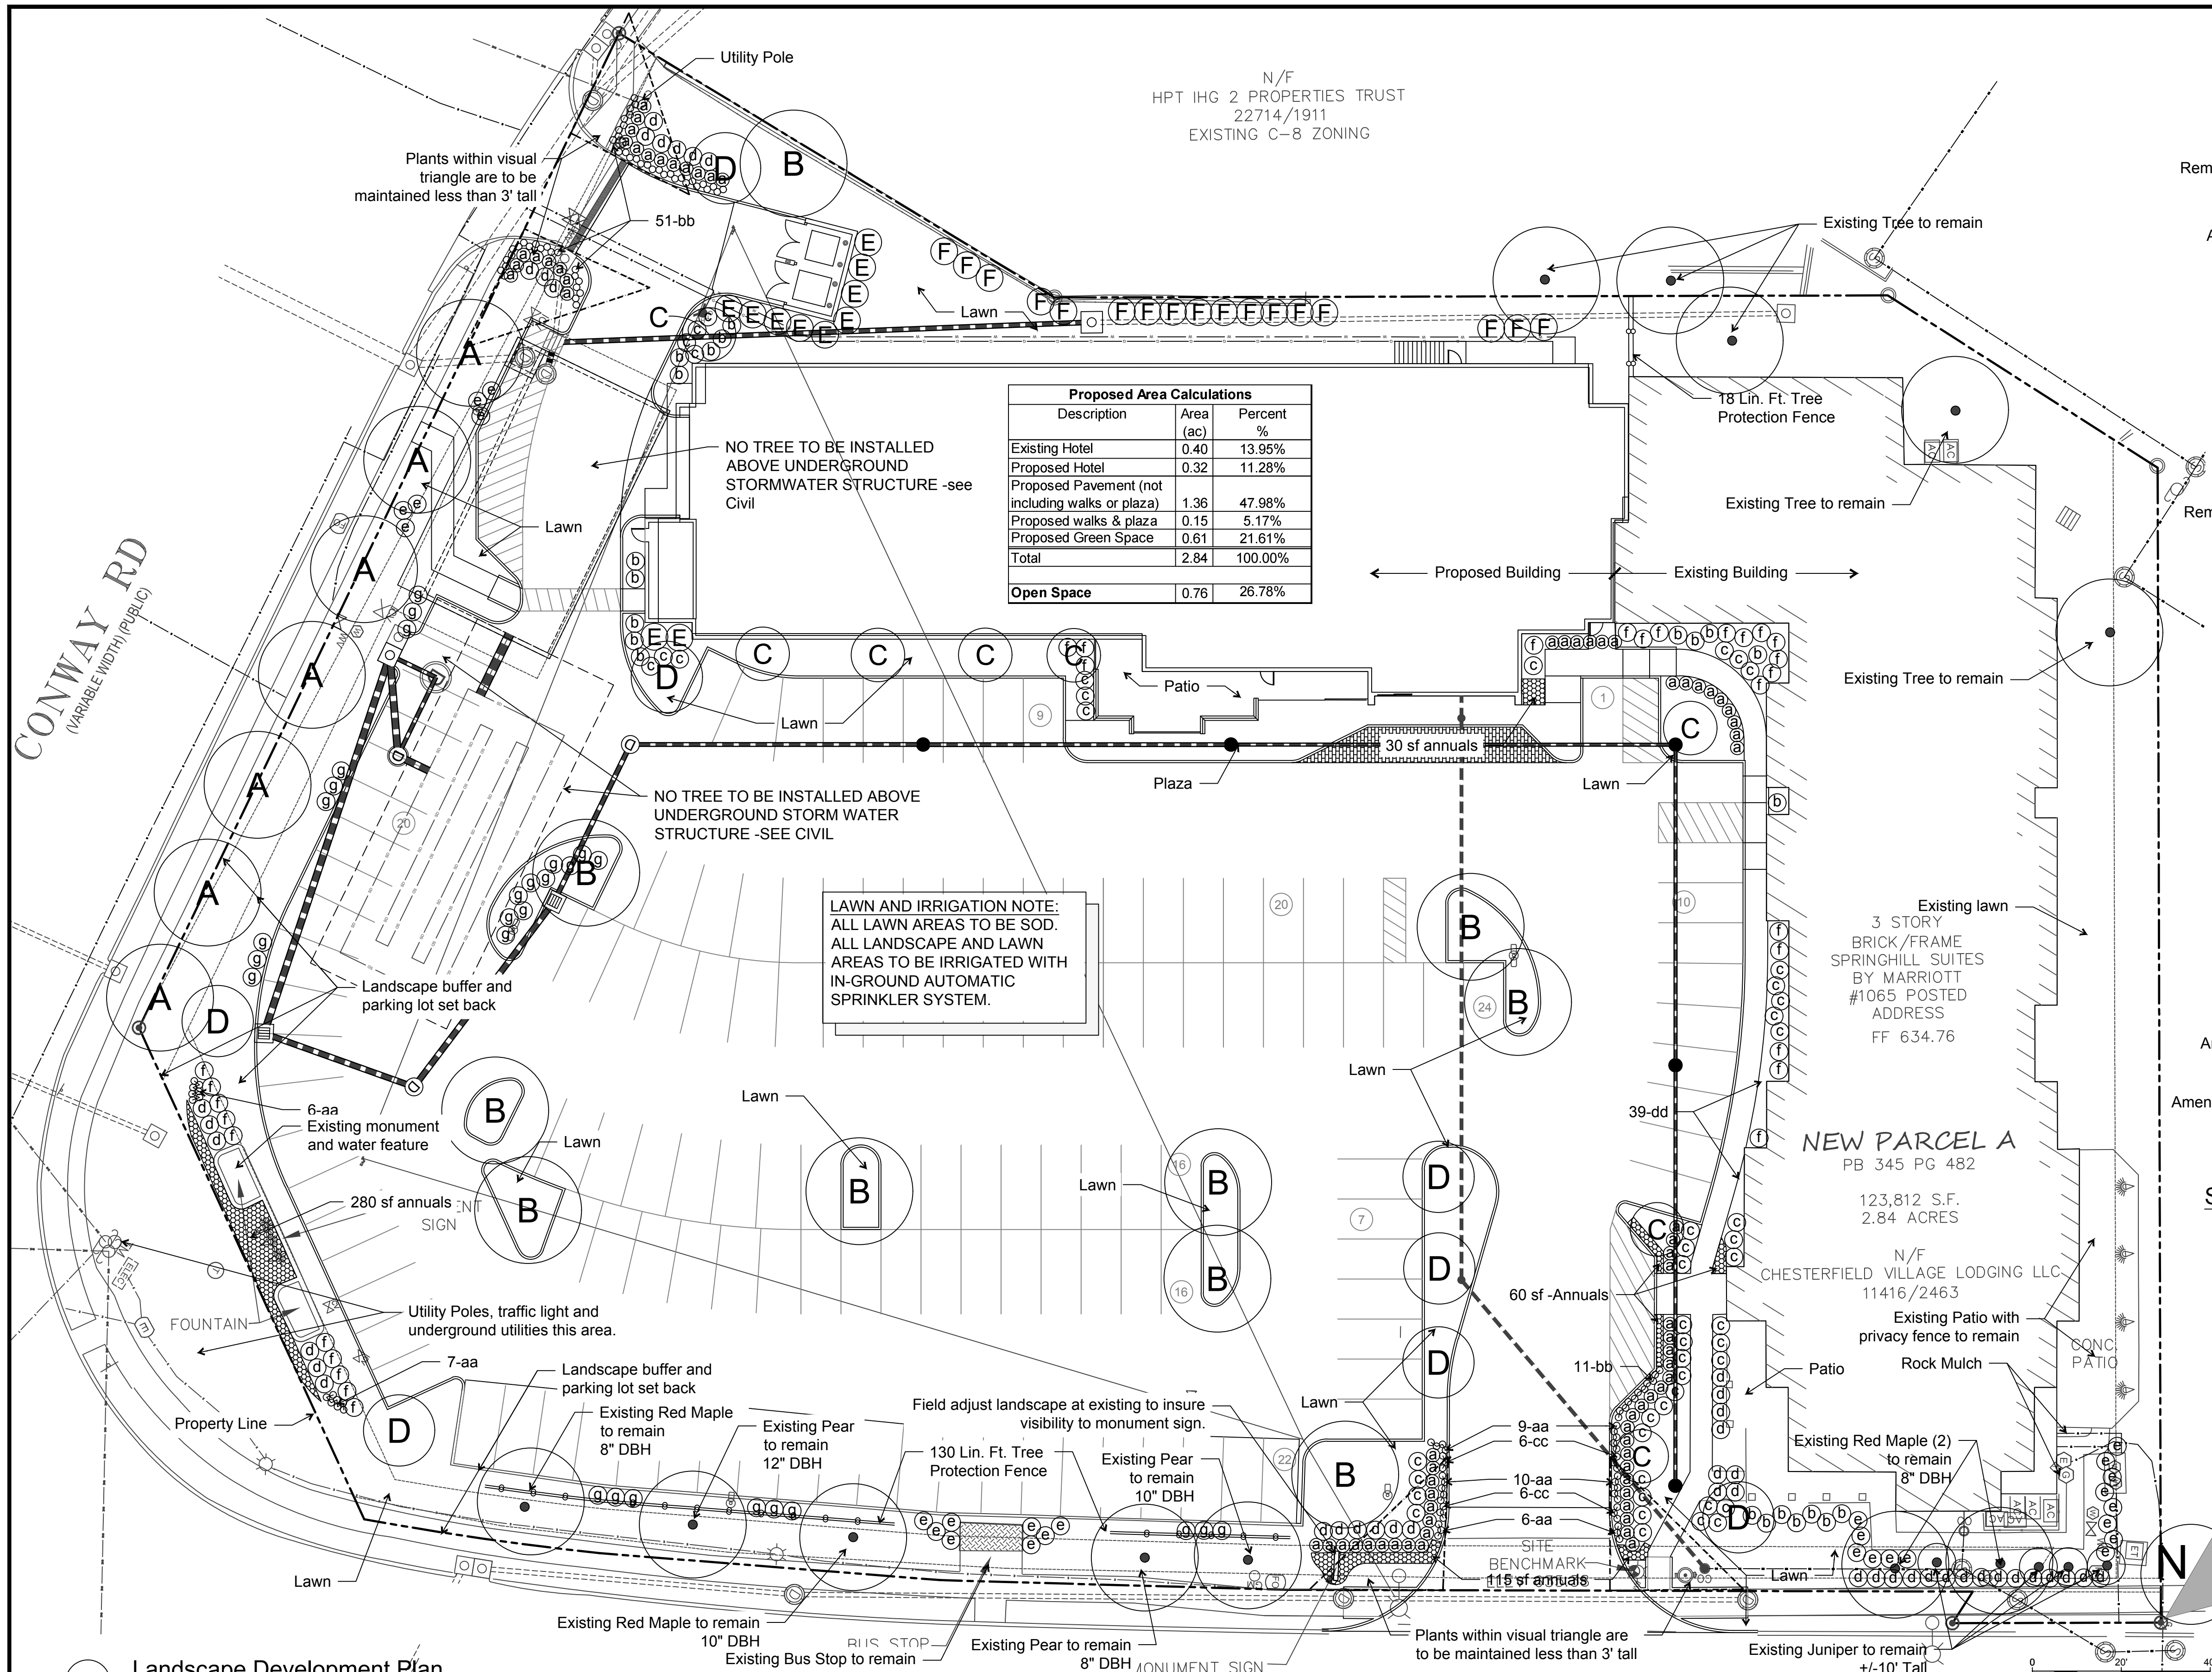 Utility Pole
N/F
HPT IHG 2 PROPERTIES TRUST
22714/1911
EXISTING C-8 ZONING
Plants within visual
triangle are to be
maintained less than 3' tall
51-bb
Existing Tree to remain
Lawn
18 Lin. Ft. Tree
Protection Fence
Proposed Area Calculations
Description Area (ac) Percent %
Existing Hotel 0.40 13.95%
Proposed Hotel 0.32 11.28%
Proposed Pavement (not
including walks or plaza) 1.36 47.98%
Proposed walks & plaza 0.15 5.17%
Proposed Green Space 0.61 21.61%
Total 2.84 100.00%
Open Space 0.76 26.78%
NO TREE TO BE INSTALLED
ABOVE UNDERGROUND
STORMWATER STRUCTURE -see
Civil
Existing Tree to remain
Lawn
CONWAY RD
(VARIABLE WIDTH) (PUBLIC)
Proposed Building
Existing Building
Existing Tree to remain
Patio
Lawn
9
1
30 sf annuals
Plaza
Lawn
NO TREE TO BE INSTALLED ABOVE
UNDERGROUND STORM WATER
STRUCTURE -SEE CIVIL
20
LAWN AND IRRIGATION NOTE:
ALL LAWN AREAS TO BE SOD.
ALL LANDSCAPE AND LAWN
AREAS TO BE IRRIGATED WITH
IN-GROUND AUTOMATIC
SPRINKLER SYSTEM.
20
10
24
Existing lawn
3 STORY
BRICK/FRAME
SPRINGHILL SUITES
BY MARRIOTT
#1065 POSTED
ADDRESS
FF 634.76
Landscape buffer and
parking lot set back
Lawn
Lawn
6-aa
Existing monument
and water feature
39-dd
NEW PARCEL A
PB 345 PG 482
123,812 S.F.
2.84 ACRES
N/F
CHESTERFIELD VILLAGE LODGING LLC
11416/2463
Lawn
Lawn
16
16
7
280 sf annuals
SIGN
FOUNTAIN
60 sf -Annuals
Existing Patio with
privacy fence to remain
CONC.
PATIO
Utility Poles, traffic light and
underground utilities this area.
7-aa
11-bb
Patio
Rock Mulch
Landscape buffer and
parking lot set back
Property Line
Existing Red Maple
to remain
8" DBH
Existing Pear
to remain
12" DBH
Field adjust landscape at existing to insure
visibility to monument sign.
130 Lin. Ft. Tree
Protection Fence
Existing Pear
to remain
10" DBH
Lawn
22
9-aa
6-cc
10-aa
6-cc
6-aa
Existing Red Maple (2)
to remain
8" DBH
SITE
BENCHMARK
115 sf annuals
Lawn
Lawn
Existing Red Maple to remain
10" DBH
BUS STOP
Existing Bus Stop to remain
Existing Pear to remain
8" DBH
MONUMENT SIGN
Plants within visual triangle are
to be maintained less than 3' tall
Existing Juniper to remain
+/-10' Tall
N
0 20'
Landscape Development Plan